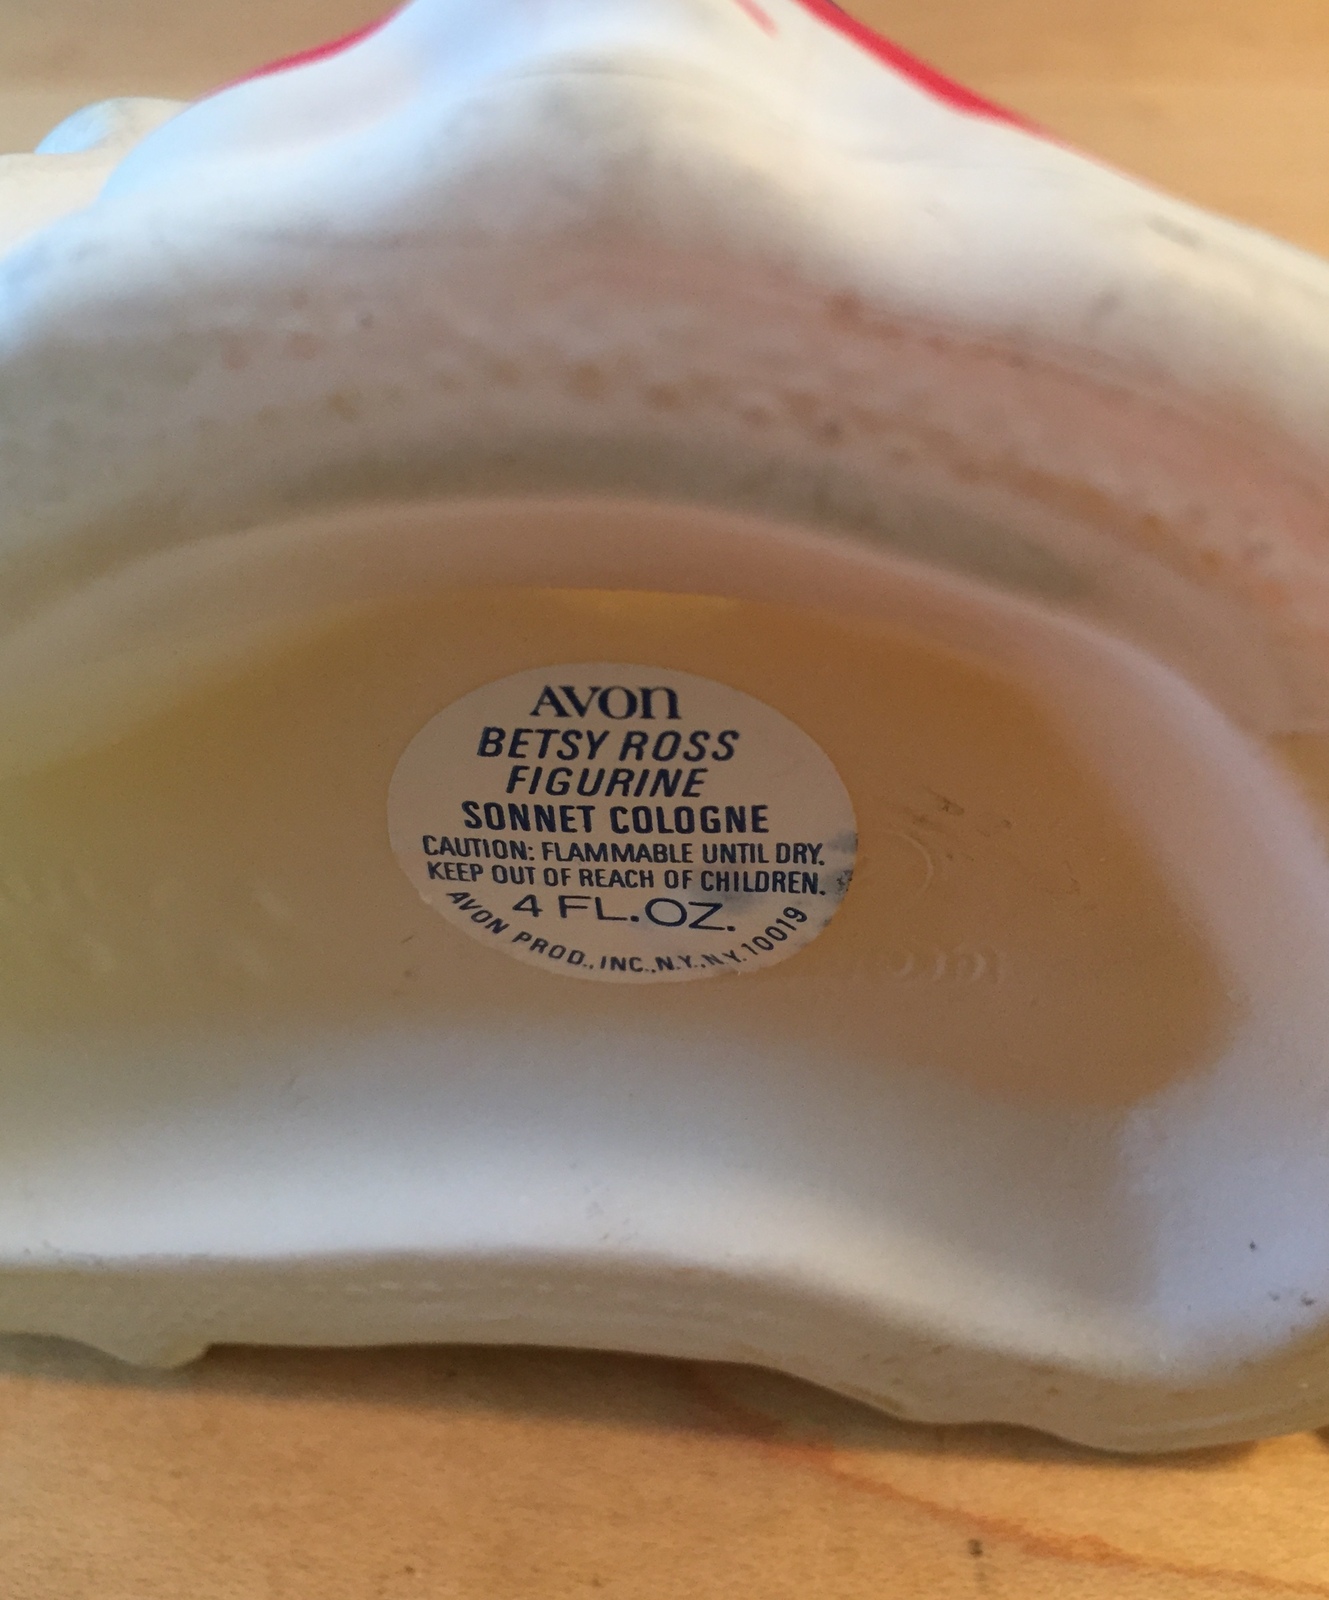 AVON
BETSY ROSS
FIGURINE
SONNET COLOGNE
CAUTION: FLAMMABLE UNTIL DRY.
KEEP OUT OF REACH OF CHILDREN.
4 FL.OZ.
AVON PROD., INC., N.Y., N.Y. 10019